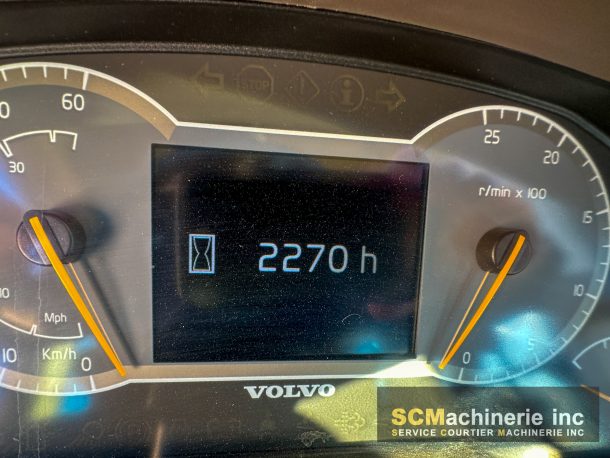 STOP
60
30
10
Mph
10 Km/h 0
2270 h
25
20
r/min x 100
15
10
5
0
VOLVO
SCMachinerie inc
SERVICE COURTIER MACHINERIE INC